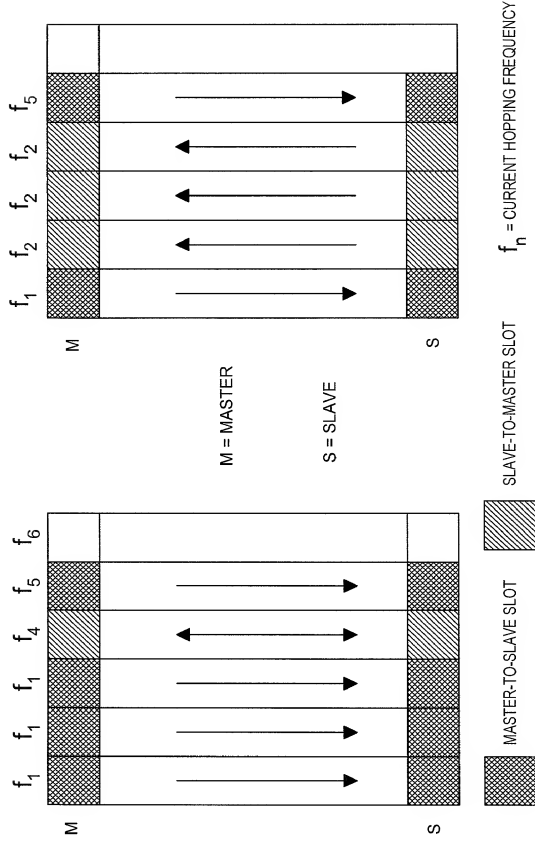 f1 f1 f1 f4 f5 f6
M
S
M = MASTER
S = SLAVE
f1 f2 f2 f2 f5
M
S
MASTER-TO-SLAVE SLOT
SLAVE-TO-MASTER SLOT
fn = CURRENT HOPPING FREQUENCY